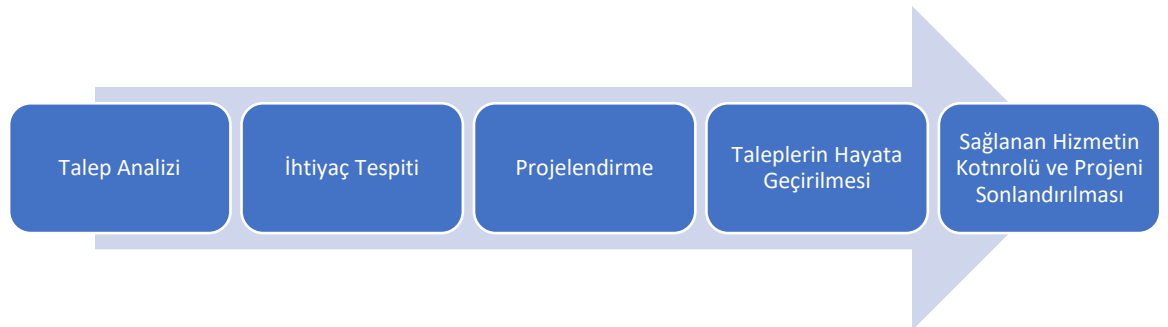 Talep Analizi
İhtiyaç Tespiti
Projelendirme
Taleplerin Hayata
Geçirilmesi
Sağlanan Hizmetin
Kotnrolü ve Projeni
Sonlandırılması